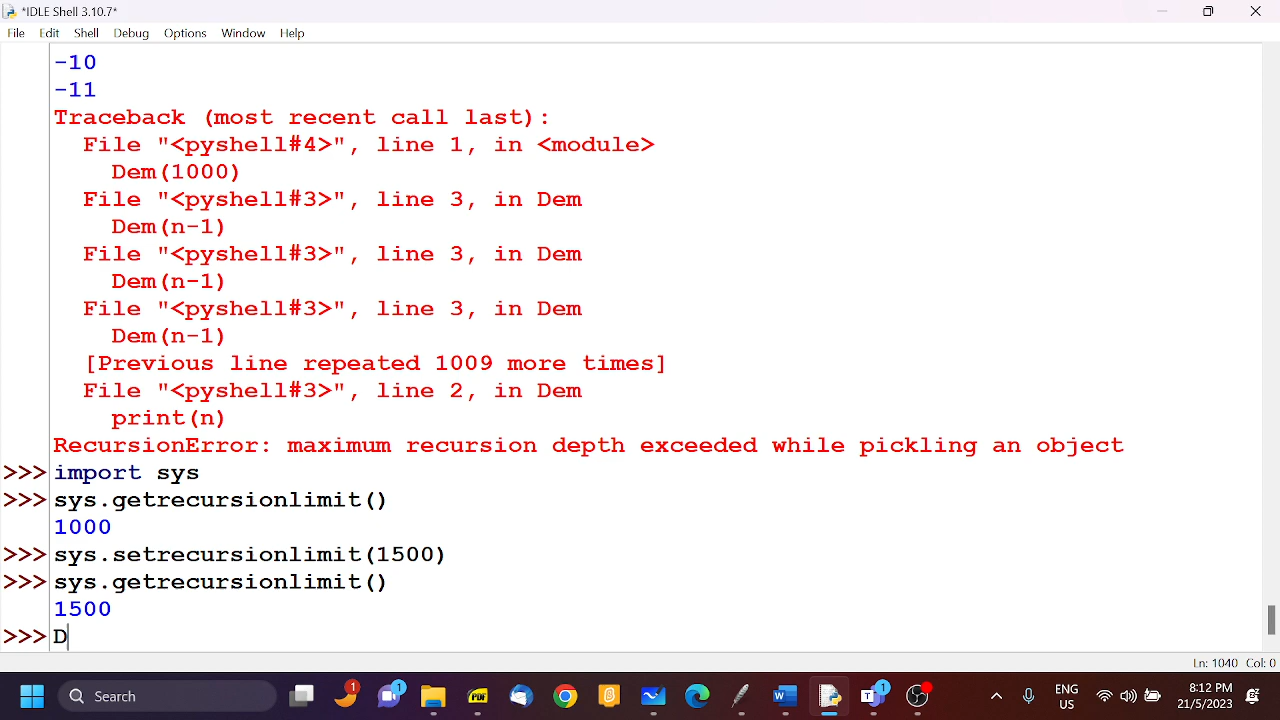 *IDLE Shell 3.10.7*
File Edit Shell Debug Options Window Help
-10
-11
Traceback (most recent call last):
File "<pyshell#4>", line 1, in <module>
Dem(1000)
File "<pyshell#3>", line 3, in Dem
Dem(n-1)
File "<pyshell#3>", line 3, in Dem
Dem(n-1)
File "<pyshell#3>", line 3, in Dem
Dem(n-1)
[Previous line repeated 1009 more times]
File "<pyshell#3>", line 2, in Dem
print(n)
RecursionError: maximum recursion depth exceeded while pickling an object
>>> import sys
>>> sys.getrecursionlimit()
1000
>>> sys.setrecursionlimit(1500)
>>> sys.getrecursionlimit()
1500
>>> D
Ln: 1040 Col: 0
Search 1 1 PDF W T 1 ENG 8:12 PM
US 21/5/2023